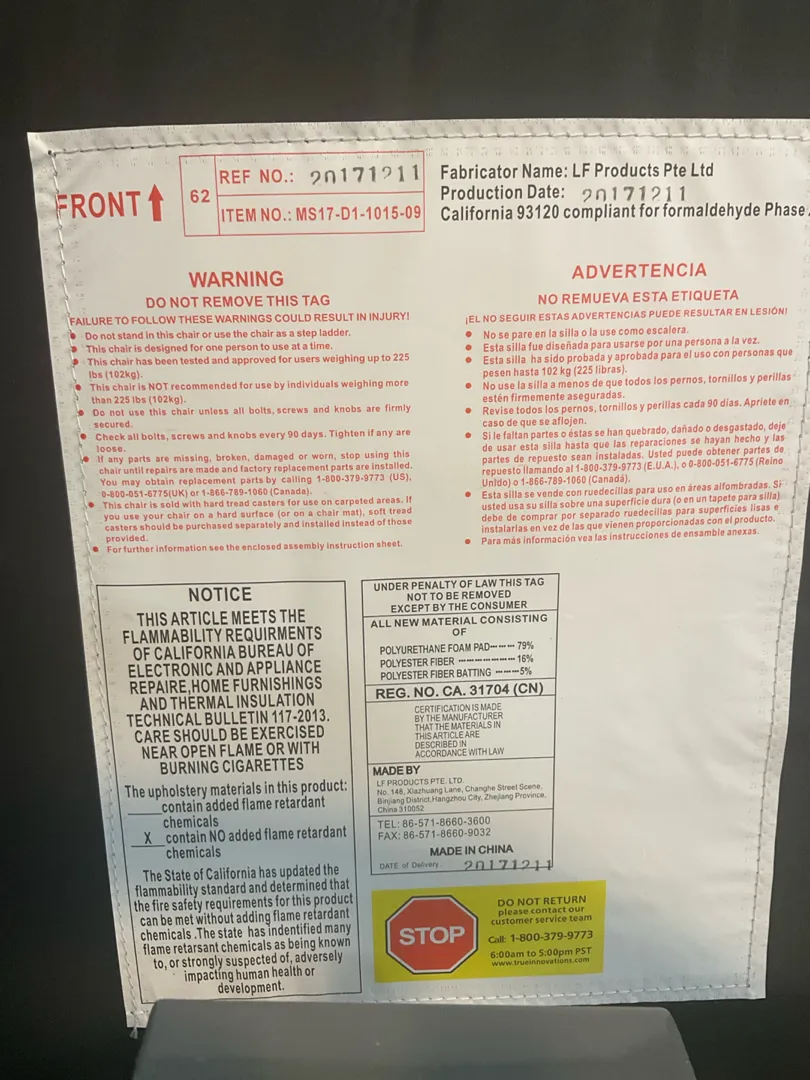 FRONT
62
REF NO.: 20171211
ITEM NO.: MS17-D1-1015-09
Fabricator Name: LF Products Pte Ltd
Production Date: 20171211
California 93120 compliant for formaldehyde Phase
WARNING
DO NOT REMOVE THIS TAG
FAILURE TO FOLLOW THESE WARNINGS COULD RESULT IN INJURY!
● Do not stand in this chair or use the chair as a step ladder.
● This chair is designed for one person to use at a time.
● This chair has been tested and approved for users weighing up to 225
lbs (102kg).
● This chair is NOT recommended for use by individuals weighing more
than 225 lbs (102kg).
● Do not use this chair unless all bolts, screws and knobs are firmly
secured.
● Check all bolts, screws and knobs every 90 days. Tighten if any are
loose.
● If any parts are missing, broken, damaged or worn, stop using this
chair until repairs are made and factory replacement parts are installed.
You may obtain replacement parts by calling 1-800-379-9773 (US),
0-800-051-6775(UK) or 1-866-789-1060 (Canada).
● This chair is sold with hard tread casters for use on carpeted areas. If
you use your chair on a hard surface (or on a chair mat), soft tread
casters should be purchased separately and installed instead of those
provided.
● For further information see the enclosed assembly instruction sheet.
ADVERTENCIA
NO REMUEVA ESTA ETIQUETA
¡EL NO SEGUIR ESTAS ADVERTENCIAS PUEDE RESULTAR EN LESIÓN!
● No se pare en la silla o la use como escalera.
● Esta silla fue diseñada para usarse por una persona a la vez.
● Esta silla ha sido probada y aprobada para el uso con personas que
pesen hasta 102 kg (225 libras).
● No use la silla a menos de que todos los pernos, tornillos y perillas
estén firmemente aseguradas.
● Revise todos los pernos, tornillos y perillas cada 90 días. Apriete en
caso de que se aflojen.
● Si le faltan partes o éstas se han quebrado, dañado o desgastado, deje
de usar esta silla hasta que las reparaciones se hayan hecho y las
partes de repuesto sean instaladas. Usted puede obtener partes de
repuesto llamando al 1-800-379-9773 (E.U.A.), o 0-800-051-6775 (Reino
Unido) o 1-866-789-1060 (Canadá).
● Esta silla se vende con ruedecillas para uso en áreas alfombradas. Si
usted usa su silla sobre una superficie dura (o en un tapete para silla)
debe de comprar por separado ruedecillas para superficies lisas e
instalarlas en vez de las que vienen proporcionadas con el producto.
● Para más información vea las instrucciones de ensamble anexas.
NOTICE
THIS ARTICLE MEETS THE
FLAMMABILITY REQUIRMENTS
OF CALIFORNIA BUREAU OF
ELECTRONIC AND APPLIANCE
REPAIRE,HOME FURNISHINGS
AND THERMAL INSULATION
TECHNICAL BULLETIN 117-2013.
CARE SHOULD BE EXERCISED
NEAR OPEN FLAME OR WITH
BURNING CIGARETTES
The upholstery materials in this product:
contain added flame retardant
chemicals
X contain NO added flame retardant
chemicals
The State of California has updated the
flammability standard and determined that
the fire safety requirements for this product
can be met without adding flame retardant
chemicals .The state has indentified many
flame retarsant chemicals as being known
to, or strongly suspected of, adversely
impacting human health or
development.
UNDER PENALTY OF LAW THIS TAG
NOT TO BE REMOVED
EXCEPT BY THE CONSUMER
ALL NEW MATERIAL CONSISTING
OF
POLYURETHANE FOAM PAD------- 79%
POLYESTER FIBER ----------------- 16%
POLYESTER FIBER BATTING -------5%
REG. NO. CA. 31704 (CN)
CERTIFICATION IS MADE
BY THE MANUFACTURER
THAT THE MATERIALS IN
THIS ARTICLE ARE
DESCRIBED IN
ACCORDANCE WITH LAW
MADE BY
LF PRODUCTS PTE. LTD.
No. 148, Xiazhuang Lane, Changhe Street Scene,
Binjiang District,Hangzhou City, Zhejiang Province,
China 310052
TEL: 86-571-8660-3600
FAX: 86-571-8660-9032
MADE IN CHINA
DATE of Delivery 20171211
STOP
DO NOT RETURN
please contact our
customer service team
Call: 1-800-379-9773
6:00am to 5:00pm PST
www.trueinnovations.com